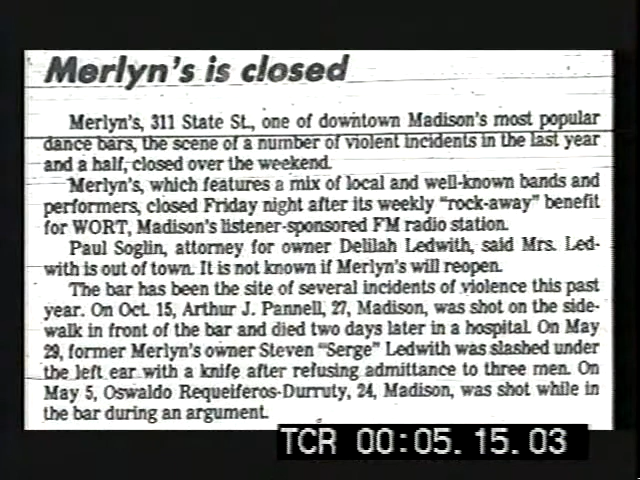 Merlyn's is closed
Merlyn's, 311 State St., one of downtown Madison's most popular
dance bars, the scene of a number of violent incidents in the last year
and a half, closed over the weekend.
Merlyn's, which features a mix of local and well-known bands and
performers, closed Friday night after its weekly "rock-away" benefit
for WORT, Madison's listener-sponsored FM radio station.
Paul Soglin, attorney for owner Delilah Ledwith, said Mrs. Led-
with is out of town. It is not known if Merlyn's will reopen.
The bar has been the site of several incidents of violence this past
year. On Oct. 15, Arthur J. Pannell, 27, Madison, was shot on the side-
walk in front of the bar and died two days later in a hospital. On May
29, former Merlyn's owner Steven "Serge" Ledwith was slashed under
the left ear with a knife after refusing admittance to three men. On
May 5, Oswaldo Requeiferos-Durruty, 24, Madison, was shot while in
the bar during an argument.
TCR 00:05.15.03